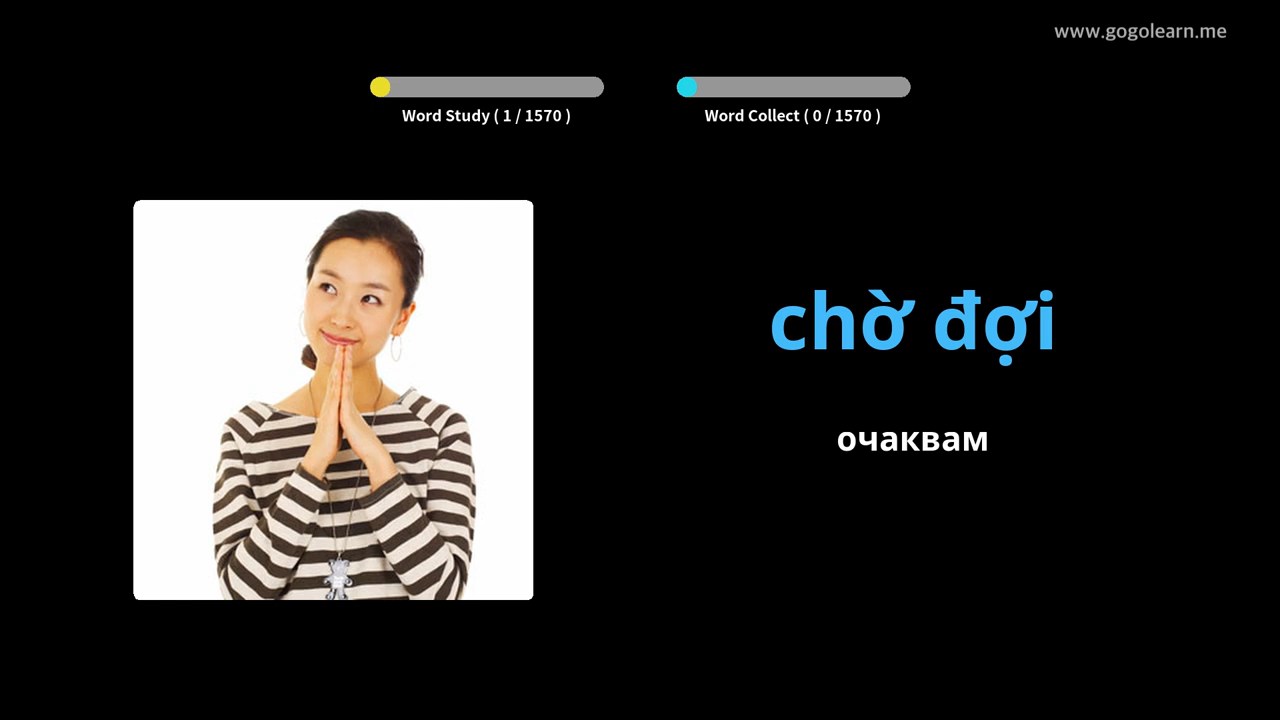 www.gogolearn.me
Word Study ( 1 / 1570 )
Word Collect ( 0 / 1570 )
chờ đợi
очаквам